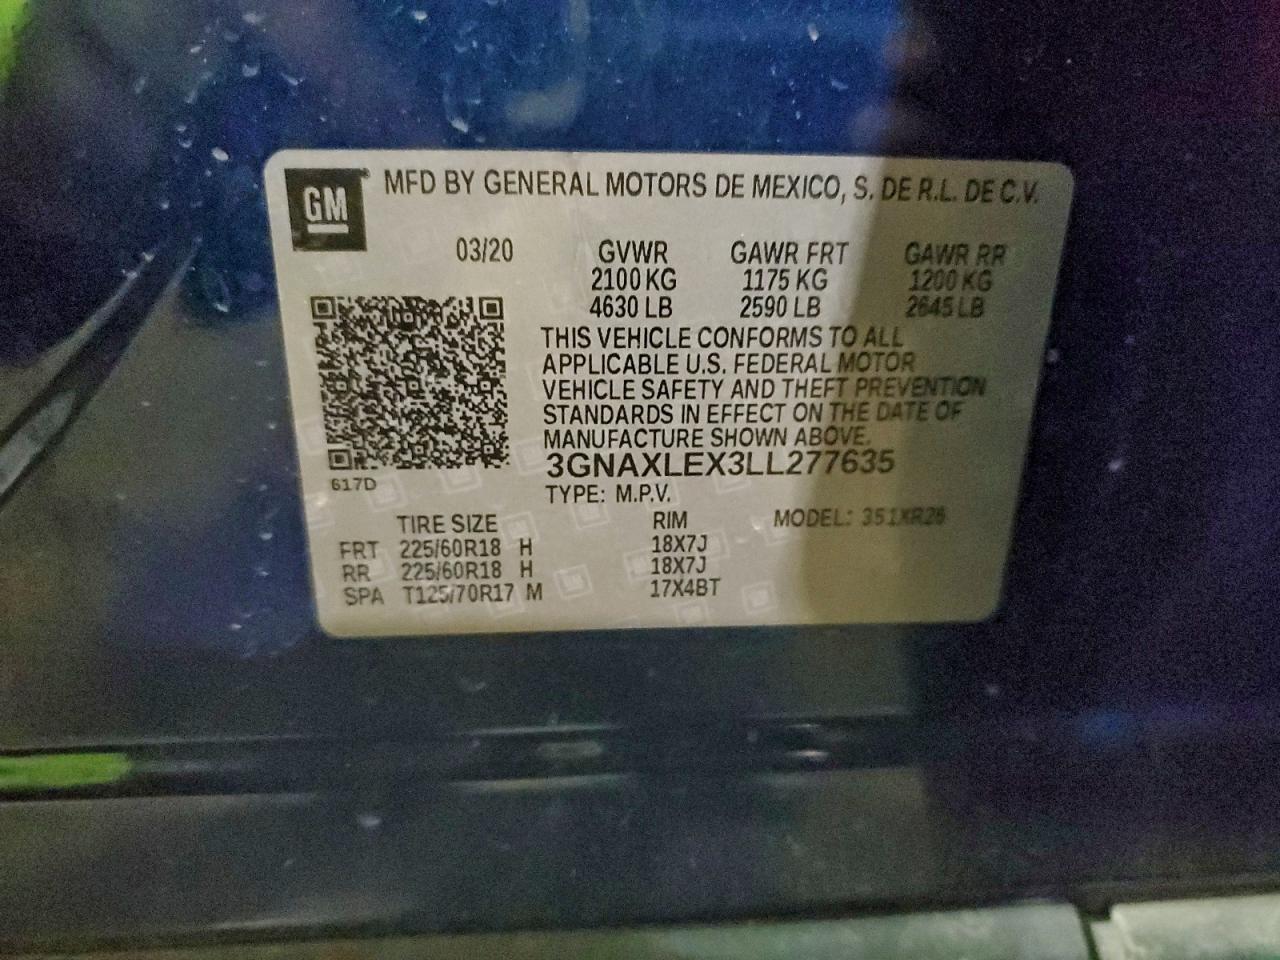 GM® MFD BY GENERAL MOTORS DE MEXICO, S. DE R.L. DE C.V.
03/20 GVWR GAWR FRT GAWR RR
2100 KG 1175 KG 1200 KG
4630 LB 2590 LB 2645 LB
THIS VEHICLE CONFORMS TO ALL
APPLICABLE U.S. FEDERAL MOTOR
VEHICLE SAFETY AND THEFT PREVENTION
STANDARDS IN EFFECT ON THE DATE OF
MANUFACTURE SHOWN ABOVE.
3GNAXLEX3LL277635
617D
TYPE: M.P.V.
TIRE SIZE RIM MODEL: 351XR26
FRT 225/60R18 H 18X7J
RR 225/60R18 H 18X7J
SPA T125/70R17 M 17X4BT